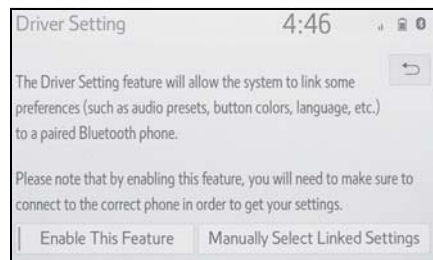 Driver Setting 4:46
The Driver Setting feature will allow the system to link some
preferences (such as audio presets, button colors, language, etc.)
to a paired Bluetooth phone.
Please note that by enabling this feature, you will need to make sure to
connect to the correct phone in order to get your settings.
Enable This Feature Manually Select Linked Settings